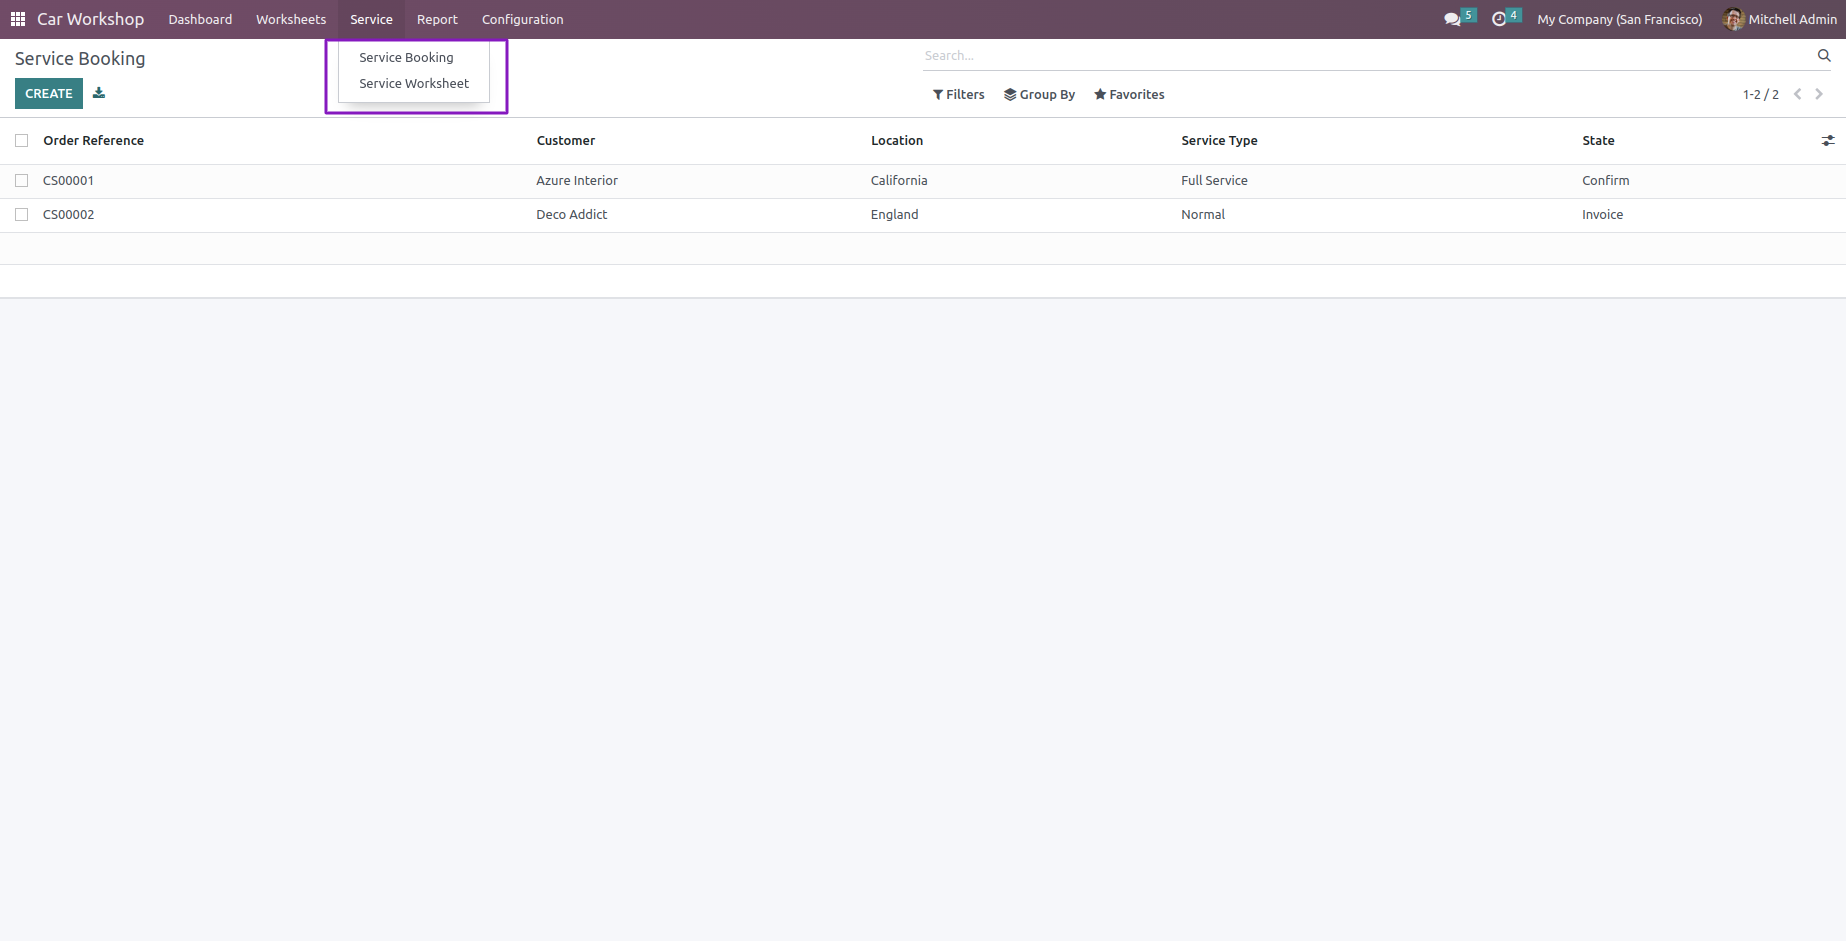 Car Workshop Dashboard Worksheets Service Report Configuration 5 4 My Company (San Francisco) Mitchell Admin
Service Booking
Service Worksheet
Service Booking
Search...
CREATE
Filters Group By Favorites 1-2 / 2
Order Reference Customer Location Service Type State
CS00001 Azure Interior California Full Service Confirm
CS00002 Deco Addict England Normal Invoice